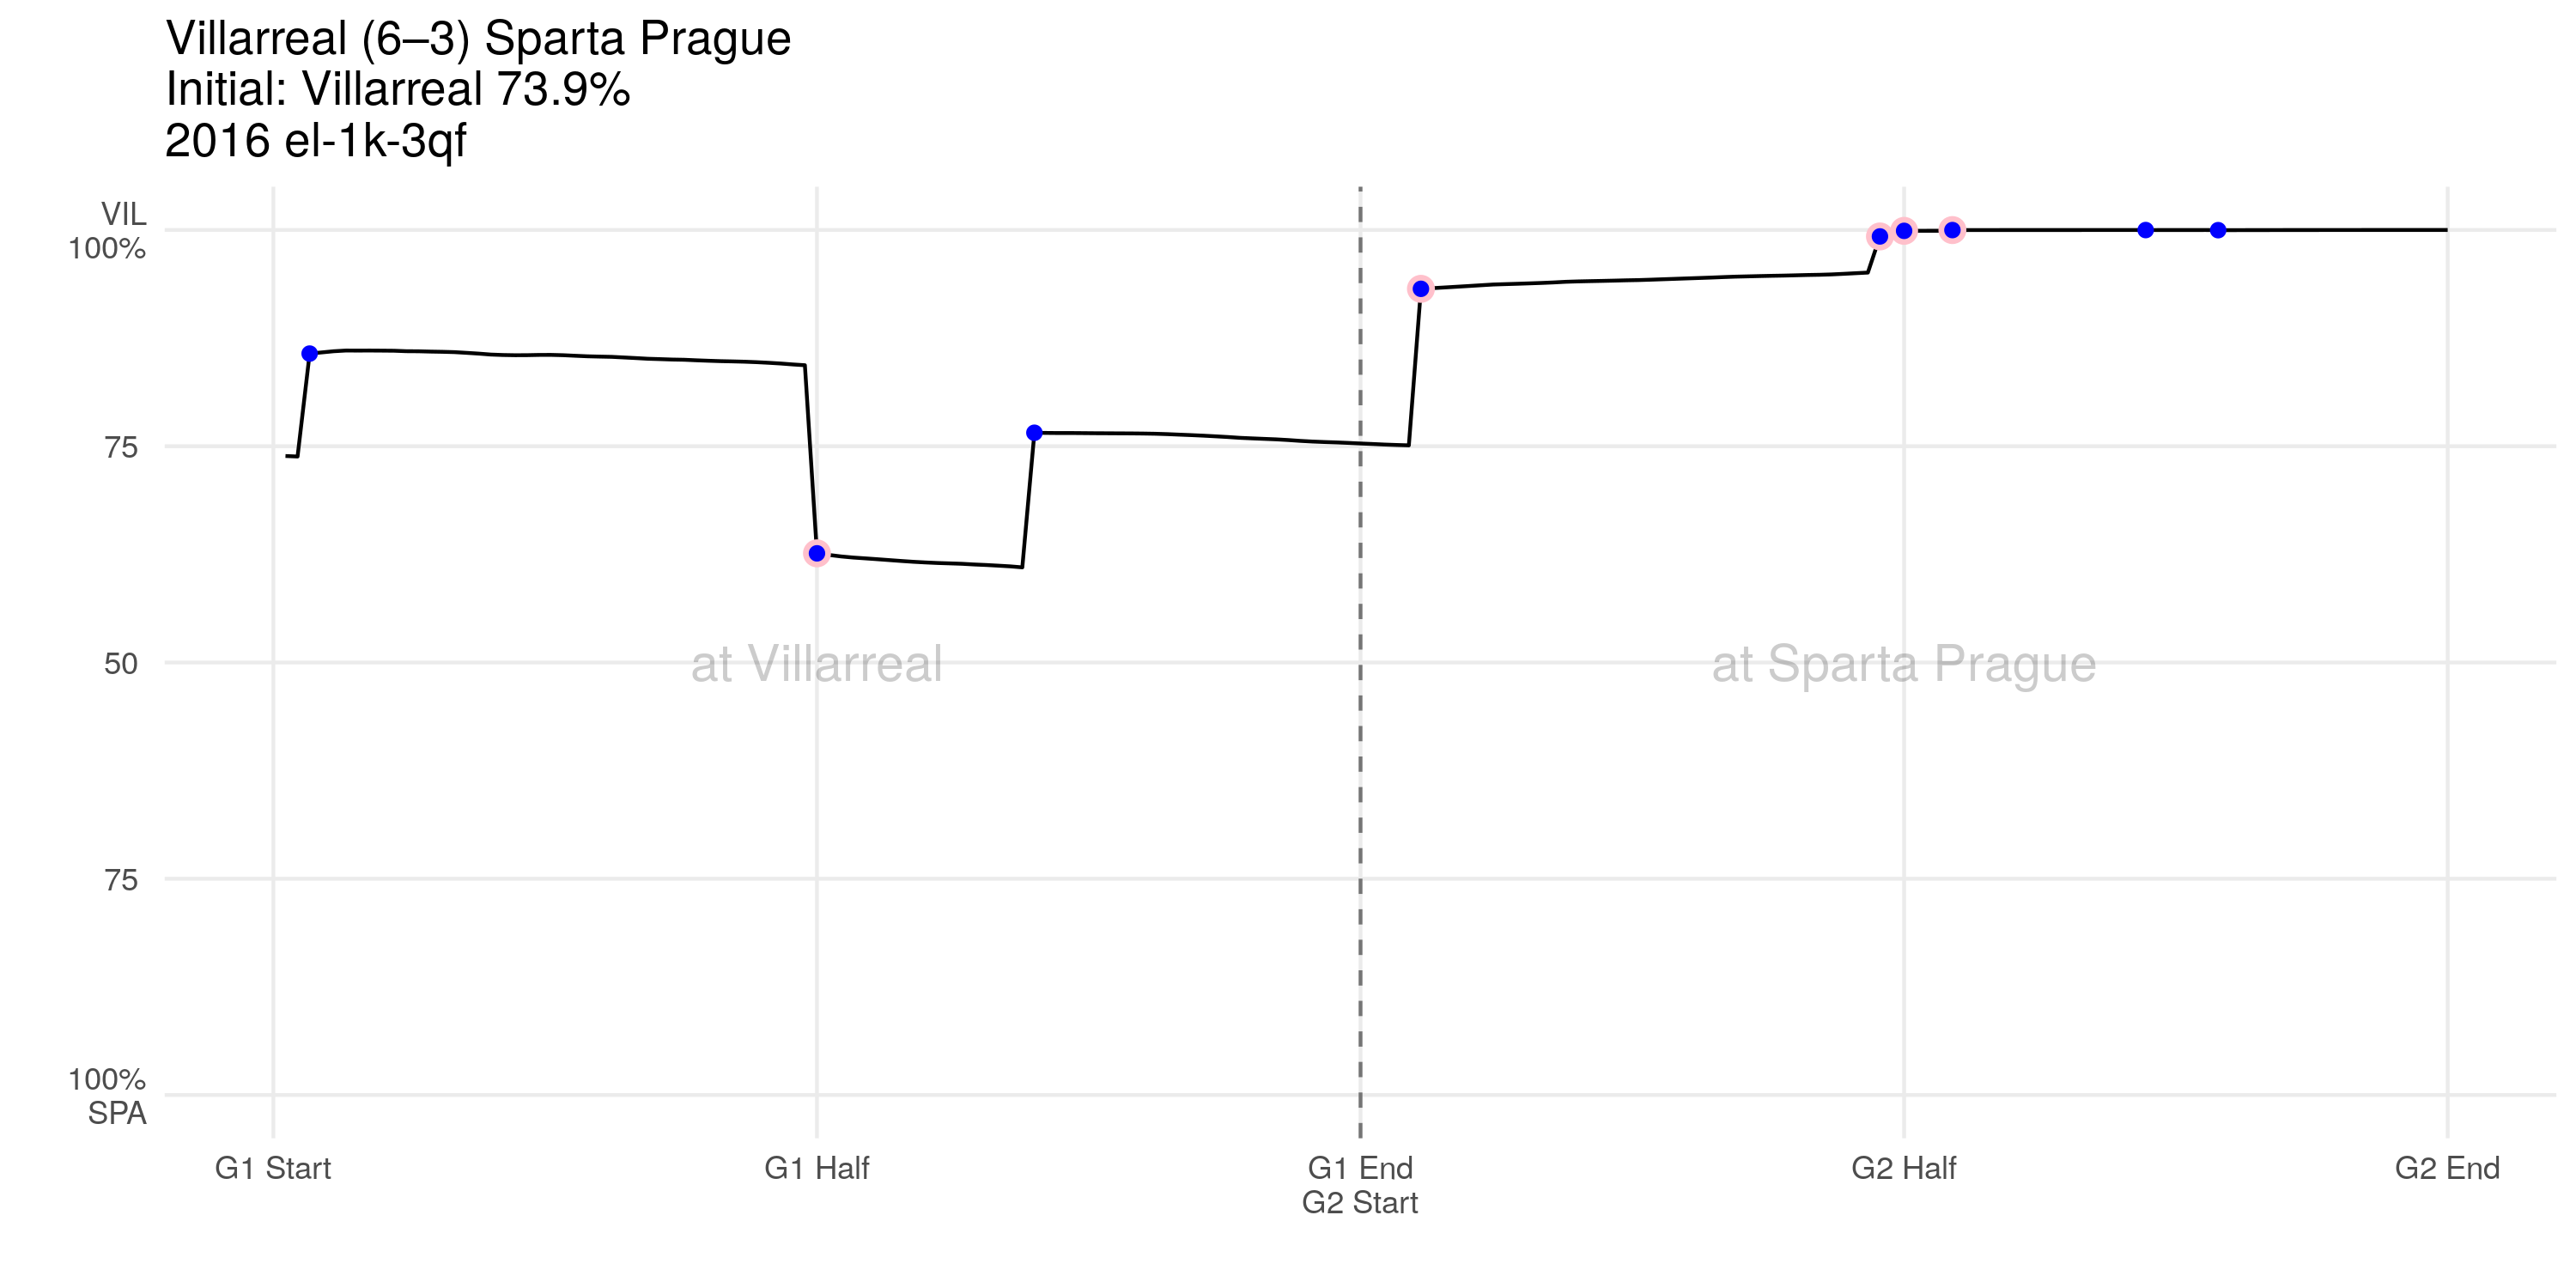 Villarreal (6–3) Sparta Prague
Initial: Villarreal 73.9%
2016 el-1k-3qf
VIL
100%
75
50
75
100%
SPA
at Villarreal
at Sparta Prague
G1 Start
G1 Half
G1 End
G2 Start
G2 Half
G2 End